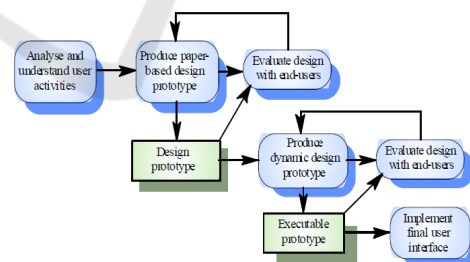 Analyse and
understand user
activities
Produce paper-
based design
prototype
Evaluate design
with end-users
Design
prototype
Produce
dynamic design
prototype
Evaluate design
with end-users
Executable
prototype
Implement
final user
interface